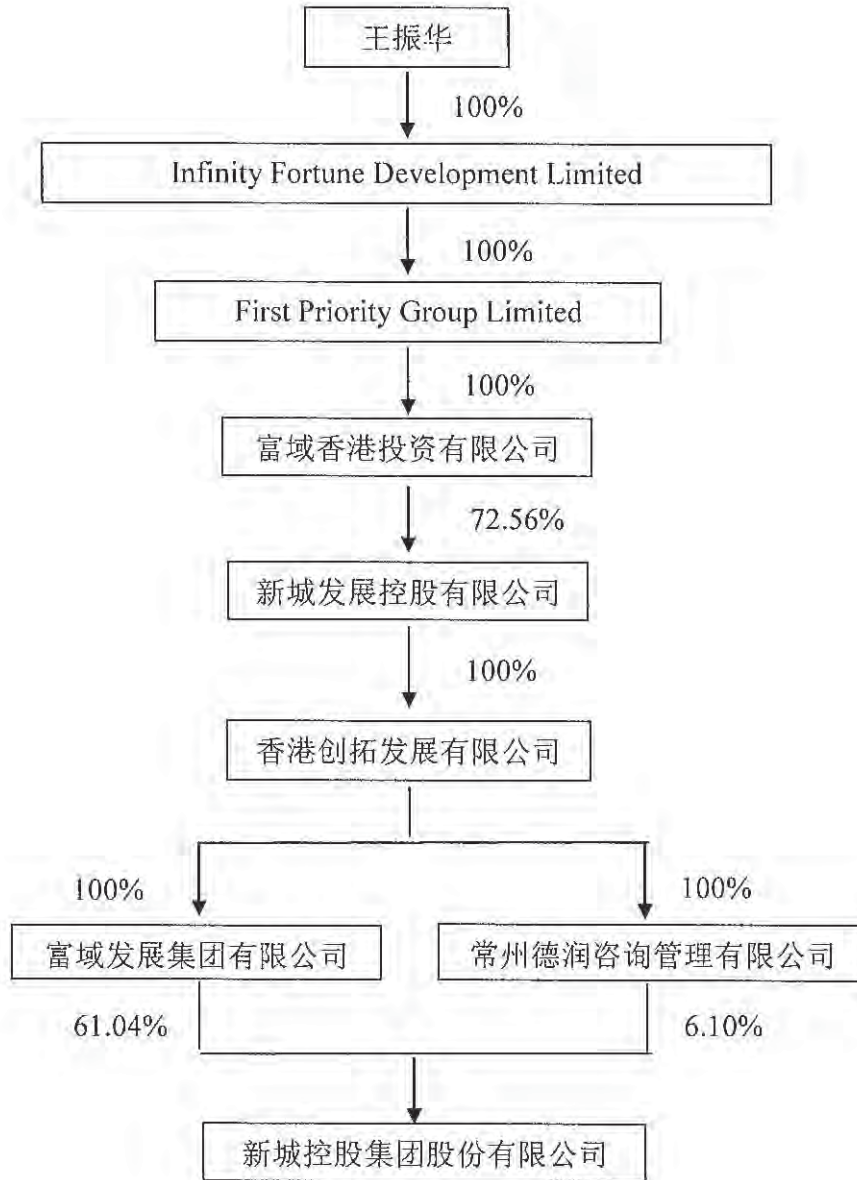 王振华
100%
Infinity Fortune Development Limited
100%
First Priority Group Limited
100%
富域香港投资有限公司
72.56%
新城发展控股有限公司
100%
香港创拓发展有限公司
100%
100%
富域发展集团有限公司
常州德润咨询管理有限公司
61.04%
6.10%
新城控股集团股份有限公司